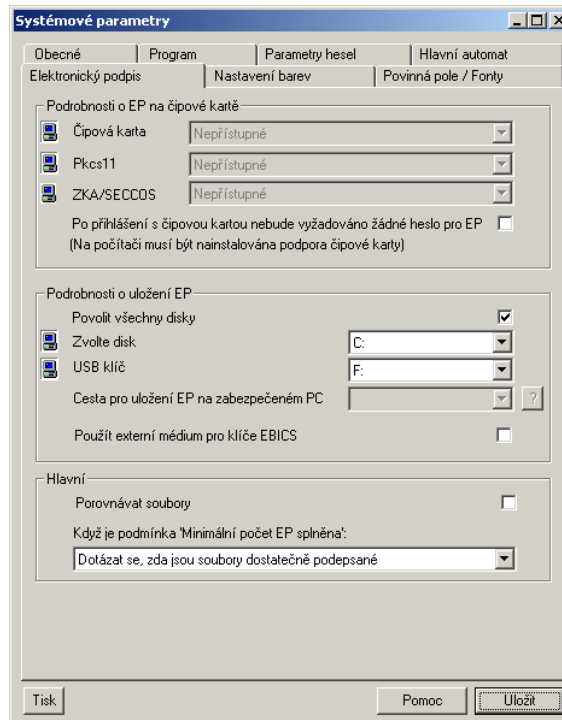 Systémové parametry
Obecné Program Parametry hesel Hlavní automat
Elektronický podpis Nastavení barev Povinná pole / Fonty
Podrobnosti o EP na čipové kartě
Čipová karta Nepřístupné
Pkcs11 Nepřístupné
ZKA/SECCOS Nepřístupné
Po přihlášení s čipovou kartou nebude vyžadováno žádné heslo pro EP
(Na počítači musí být nainstalována podpora čipové karty)
Podrobnosti o uložení EP
Povolit všechny disky
Zvolte disk C:
USB klíč F:
Cesta pro uložení EP na zabezpečeném PC ?
Použít externí médium pro klíče EBICS
Hlavní
Porovnávat soubory
Když je podmínka 'Minimální počet EP splněna':
Dotázat se, zda jsou soubory dostatečně podepsané
Tisk Pomoc Uložit